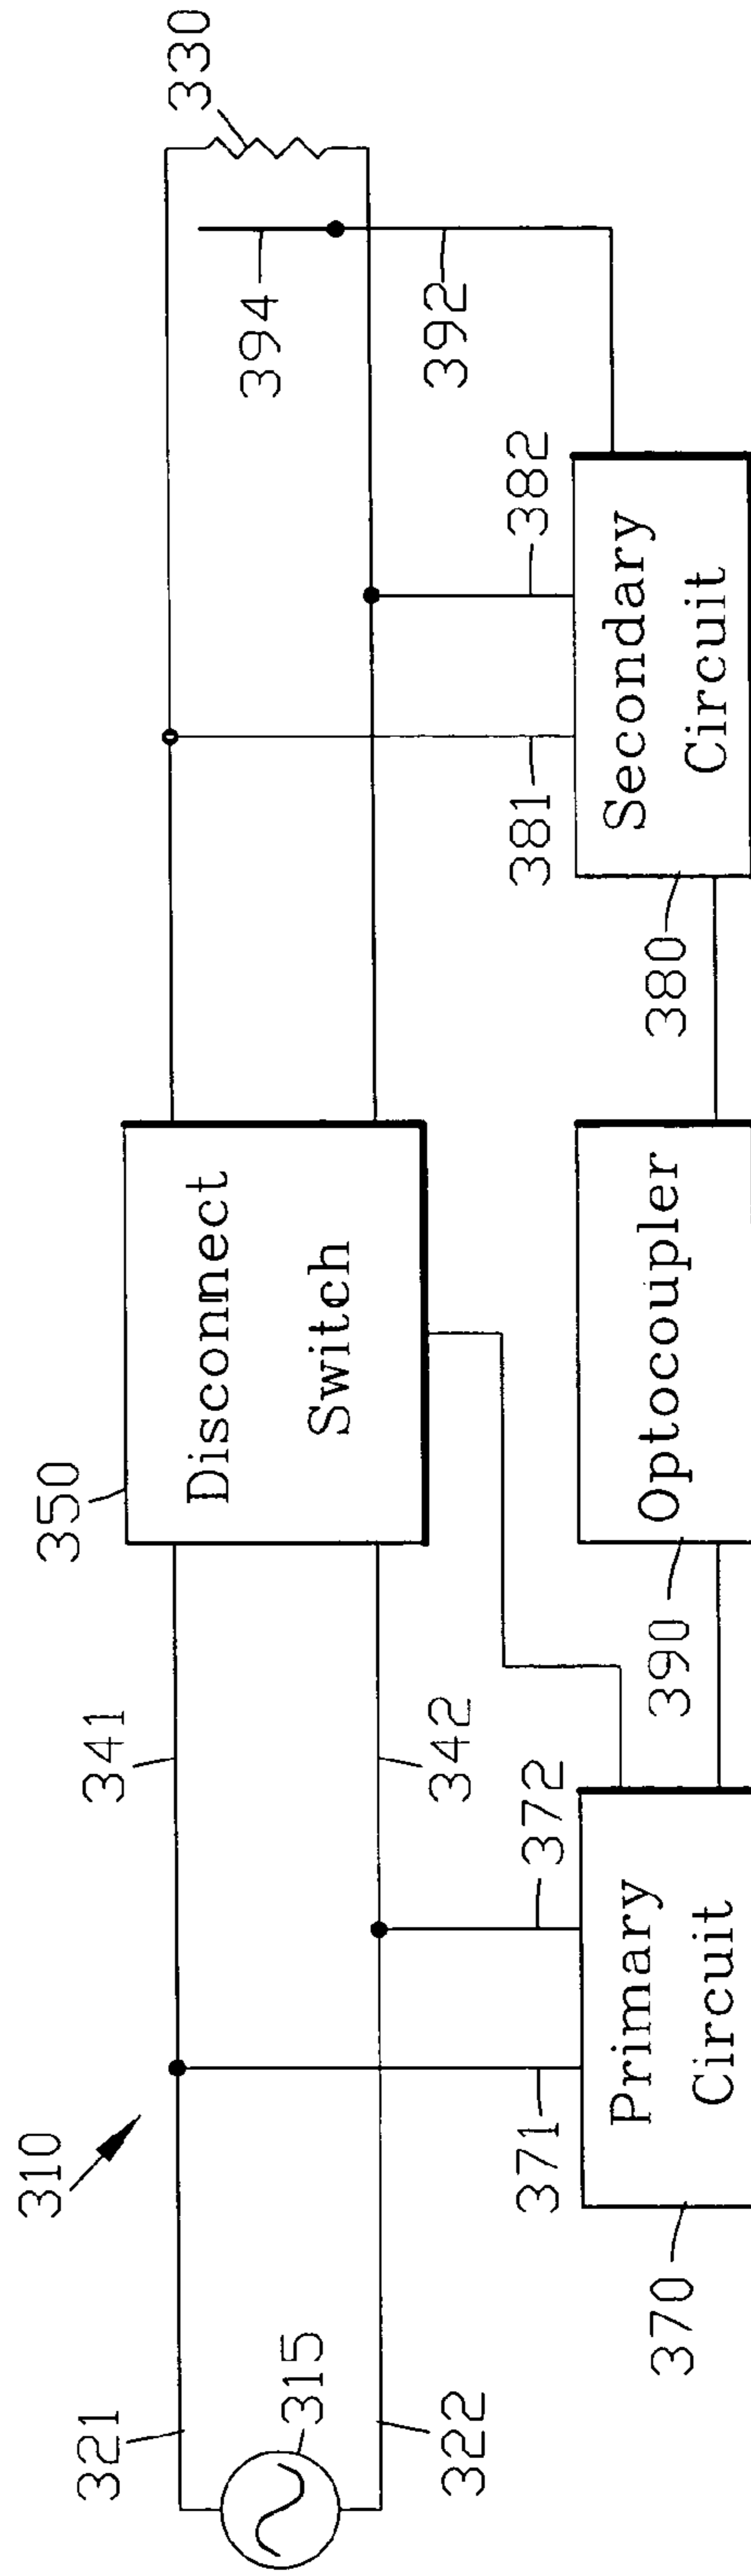 310
350
321
341
394
330
315
322
342
392
371
372
381
382
Disconnect
Switch
370
Primary
Circuit
390
Optocoupler
380
Secondary
Circuit